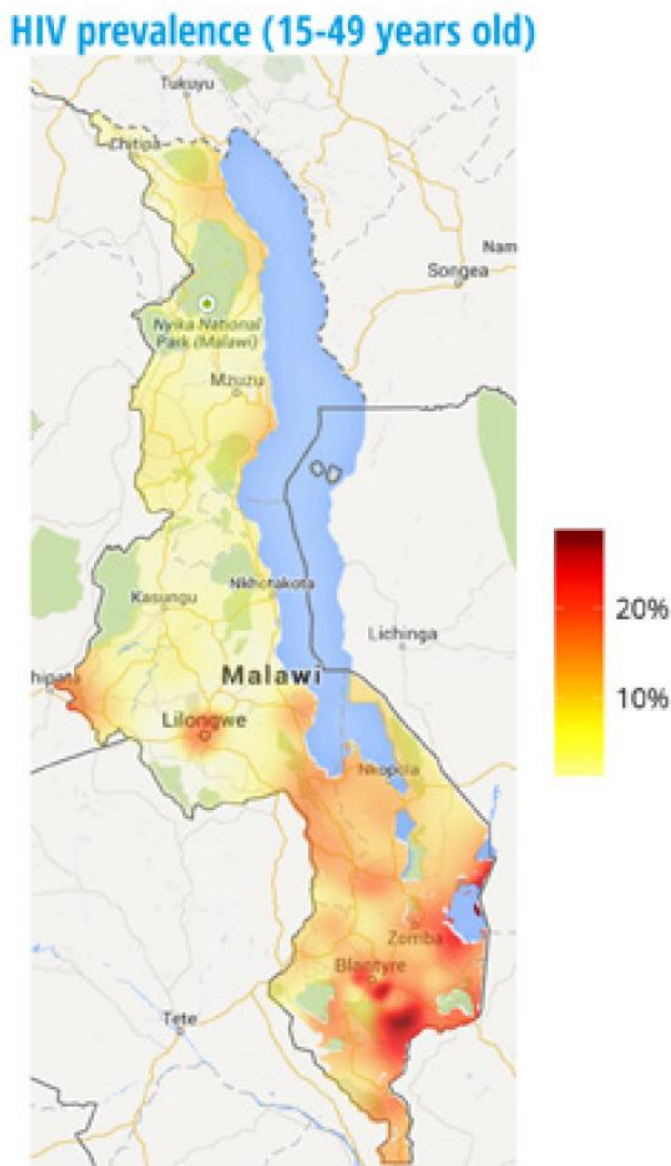 HIV prevalence (15-49 years old)
Tukuyu
Chitipa
Nam
Songea
Nyika National
Park (Malawi)
Mzuzu
Nkhotakota
Kasungu
Lichinga
hipata
Malawi
20%
10%
Lilongwe
Nkopola
Zomba
Blantyre
Tete